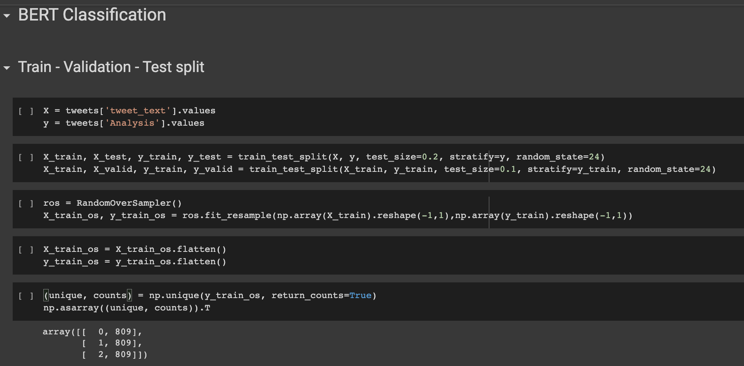 BERT Classification
Train - Validation - Test split
[ ] X = tweets['tweet_text'].values
y = tweets['Analysis'].values
[ ] X_train, X_test, y_train, y_test = train_test_split(X, y, test_size=0.2, stratify=y, random_state=24)
X_train, X_valid, y_train, y_valid = train_test_split(X_train, y_train, test_size=0.1, stratify=y_train, random_state=24)
[ ] ros = RandomOverSampler()
X_train_os, y_train_os = ros.fit_resample(np.array(X_train).reshape(-1,1),np.array(y_train).reshape(-1,1))
[ ] X_train_os = X_train_os.flatten()
y_train_os = y_train_os.flatten()
[ ] (unique, counts) = np.unique(y_train_os, return_counts=True)
np.asarray((unique, counts)).T
array([[  0, 809],
[  1, 809],
[  2, 809]])